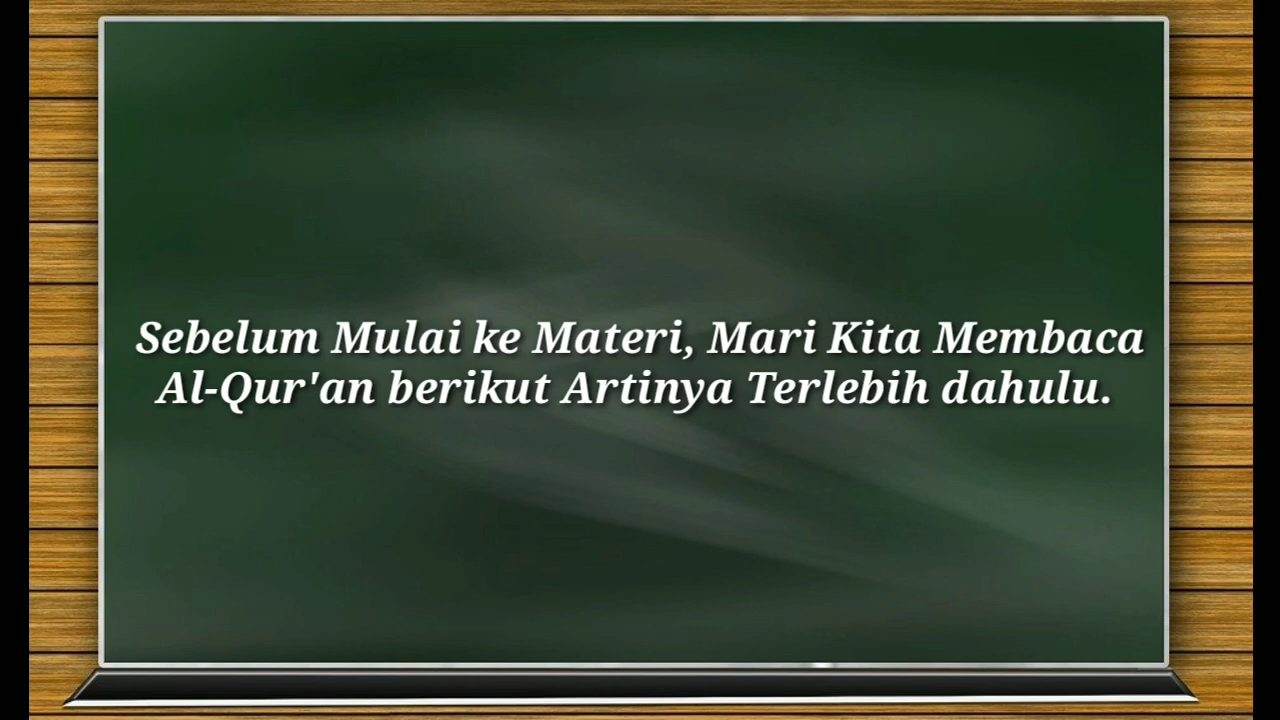 Sebelum Mulai ke Materi, Mari Kita Membaca
Al-Qur'an berikut Artinya Terlebih dahulu.